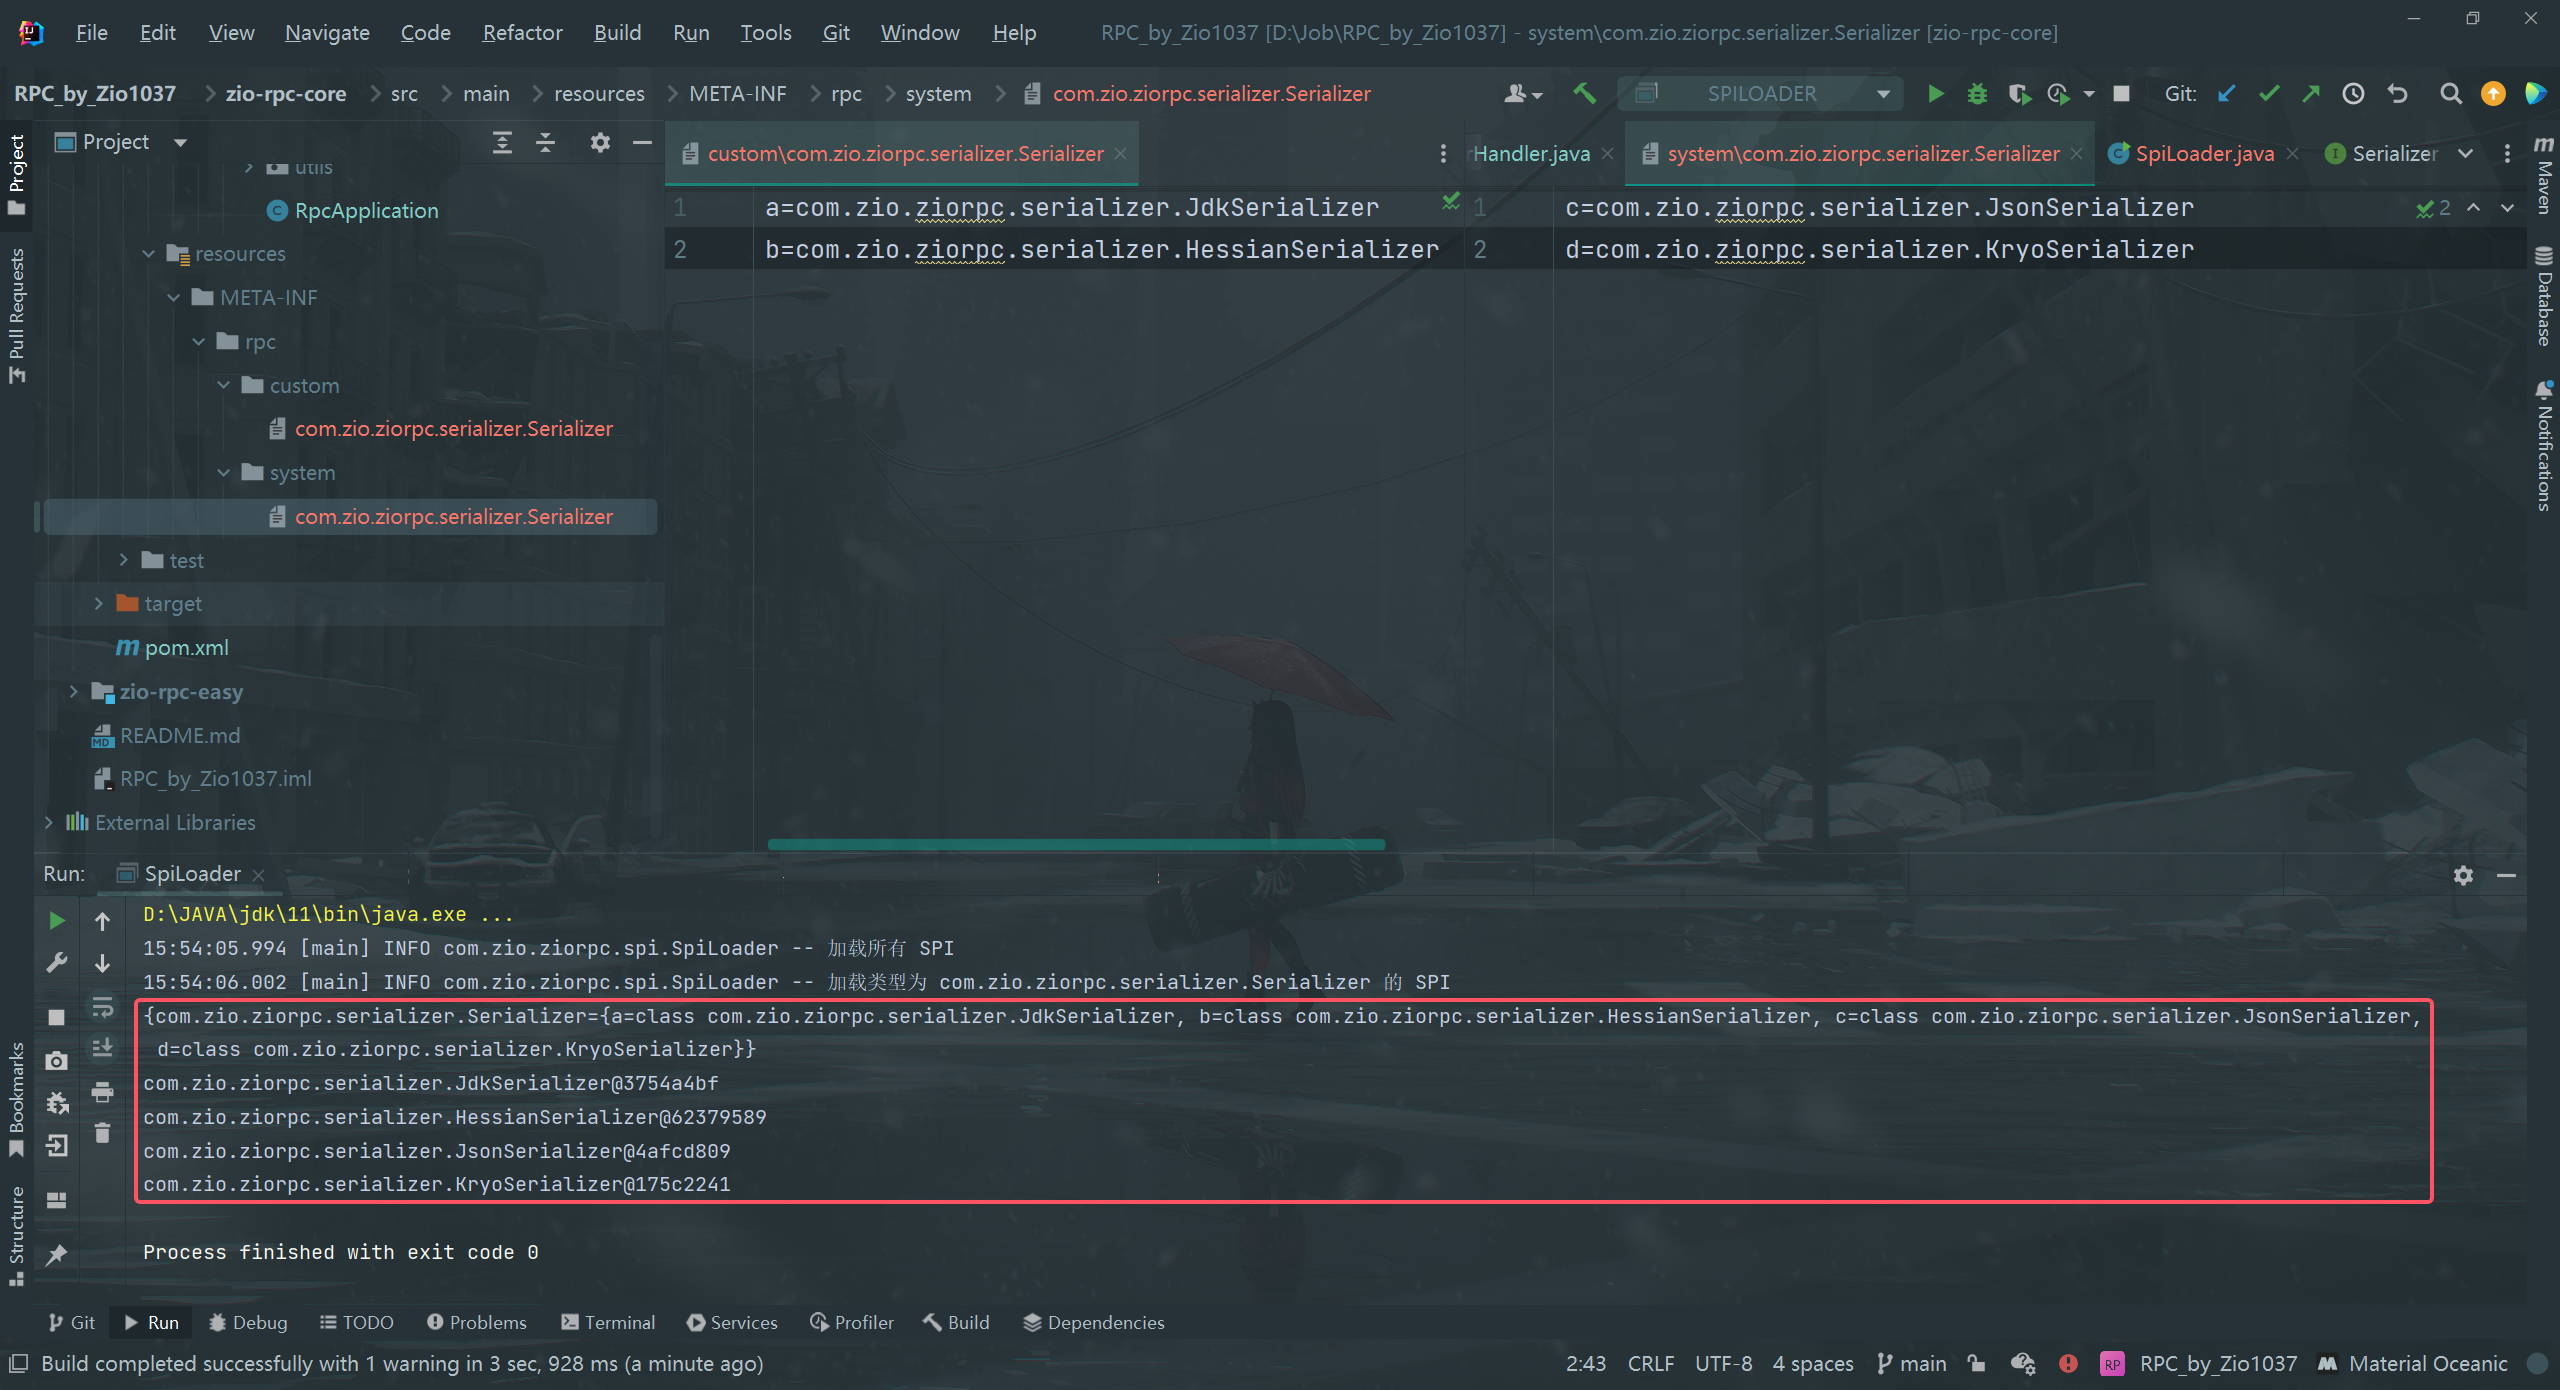 File Edit View Navigate Code Refactor Build Run Tools Git Window Help RPC_by_Zio1037 [D:\Job\RPC_by_Zio1037] - system\com.zio.ziorpc.serializer.Serializer [zio-rpc-core]
RPC_by_Zio1037 zio-rpc-core src main resources META-INF rpc system com.zio.ziorpc.serializer.Serializer SPILOADER Git:
Project
custom\com.zio.ziorpc.serializer.Serializer
Handler.java system\com.zio.ziorpc.serializer.Serializer SpiLoader.java Serializer
utils
RpcApplication
resources
META-INF
rpc
custom
com.zio.ziorpc.serializer.Serializer
system
com.zio.ziorpc.serializer.Serializer
test
target
pom.xml
zio-rpc-easy
README.md
RPC_by_Zio1037.iml
External Libraries
1 a=com.zio.ziorpc.serializer.JdkSerializer
2 b=com.zio.ziorpc.serializer.HessianSerializer
1 c=com.zio.ziorpc.serializer.JsonSerializer 2
2 d=com.zio.ziorpc.serializer.KryoSerializer
Project
Pull Requests
Bookmarks
Structure
Maven
Database
Notifications
Run: SpiLoader
D:\JAVA\jdk\11\bin\java.exe ...
15:54:05.994 [main] INFO com.zio.ziorpc.spi.SpiLoader -- 加载所有 SPI
15:54:06.002 [main] INFO com.zio.ziorpc.spi.SpiLoader -- 加载类型为 com.zio.ziorpc.serializer.Serializer 的 SPI
{com.zio.ziorpc.serializer.Serializer={a=class com.zio.ziorpc.serializer.JdkSerializer, b=class com.zio.ziorpc.serializer.HessianSerializer, c=class com.zio.ziorpc.serializer.JsonSerializer,
d=class com.zio.ziorpc.serializer.KryoSerializer}}
com.zio.ziorpc.serializer.JdkSerializer@3754a4bf
com.zio.ziorpc.serializer.HessianSerializer@62379589
com.zio.ziorpc.serializer.JsonSerializer@4afcd809
com.zio.ziorpc.serializer.KryoSerializer@175c2241
Process finished with exit code 0
Git Run Debug TODO Problems Terminal Services Profiler Build Dependencies
Build completed successfully with 1 warning in 3 sec, 928 ms (a minute ago) 2:43 CRLF UTF-8 4 spaces main RP RPC_by_Zio1037 Material Oceanic